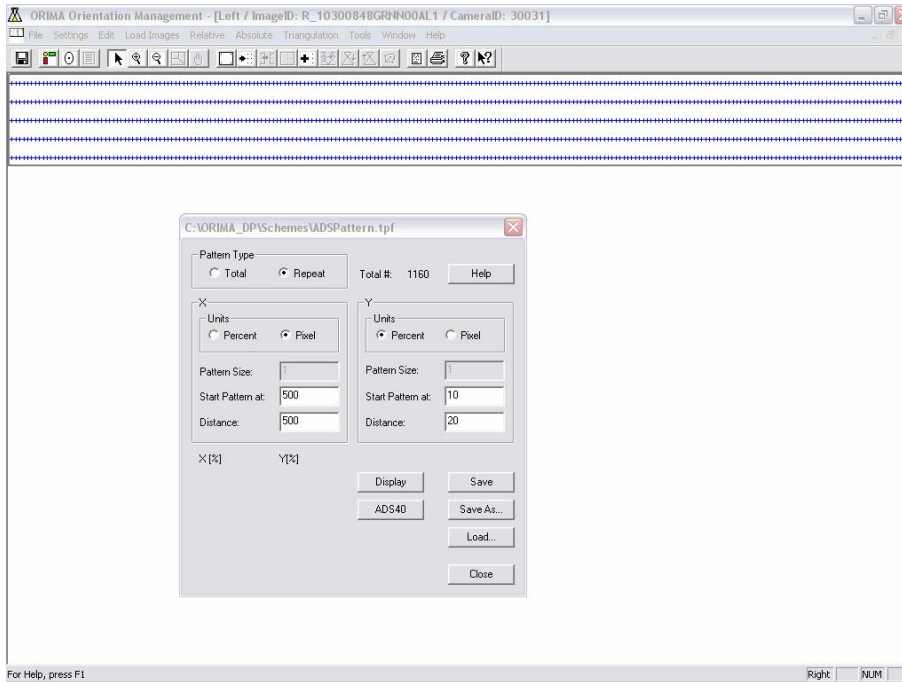 ORIMA Orientation Management - [Left / ImageID: R_10300848GRNN00AL1 / CameraID: 30031]
File Settings Edit Load Images Relative Absolute Triangulation Tools Window Help
C:\ORIMA_DP\Schemes\ADSPattern.tpf
Pattern Type
Total Repeat Total #: 1160 Help
X Y
Units Units
Percent Pixel Percent Pixel
Pattern Size: 1 Pattern Size: 1
Start Pattern at: 500 Start Pattern at: 10
Distance: 500 Distance: 20
X [%] Y[%]
Display Save
ADS40 Save As...
Load...
Close
For Help, press F1 Right NUM